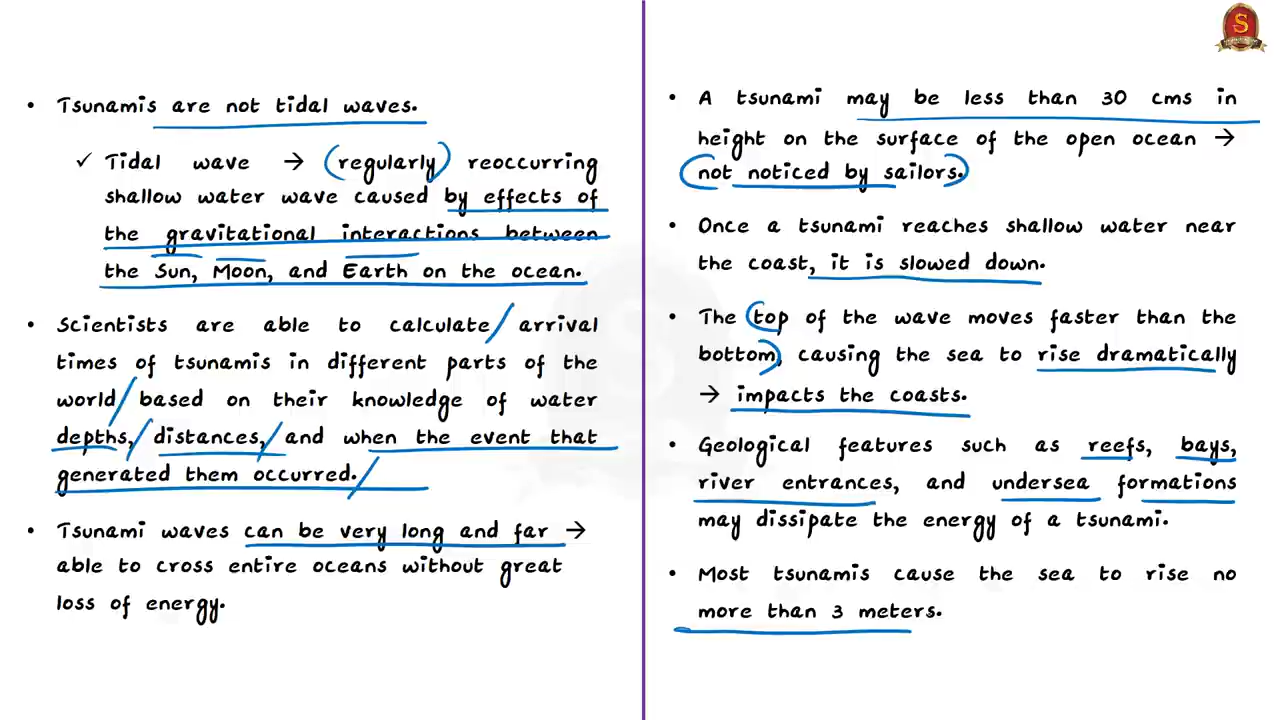 • Tsunamis are not tidal waves.
✓ Tidal wave → (regularly) reoccurring
shallow water wave caused by effects of
the gravitational interactions between
the Sun, Moon, and Earth on the ocean.
• Scientists are able to calculate/ arrival
times of tsunamis in different parts of the
world/ based on their knowledge of water
depths,/ distances,/ and when the event that
generated them occurred./
• Tsunami waves can be very long and far →
able to cross entire oceans without great
loss of energy.
• A tsunami may be less than 30 cms in
height on the surface of the open ocean →
(not noticed by sailors.)
• Once a tsunami reaches shallow water near
the coast, it is slowed down.
• The (top of the wave moves faster than the
bottom), causing the sea to rise dramatically
→ impacts the coasts.
• Geological features such as reefs, bays,
river entrances, and undersea formations
may dissipate the energy of a tsunami.
• Most tsunamis cause the sea to rise no
more than 3 meters.